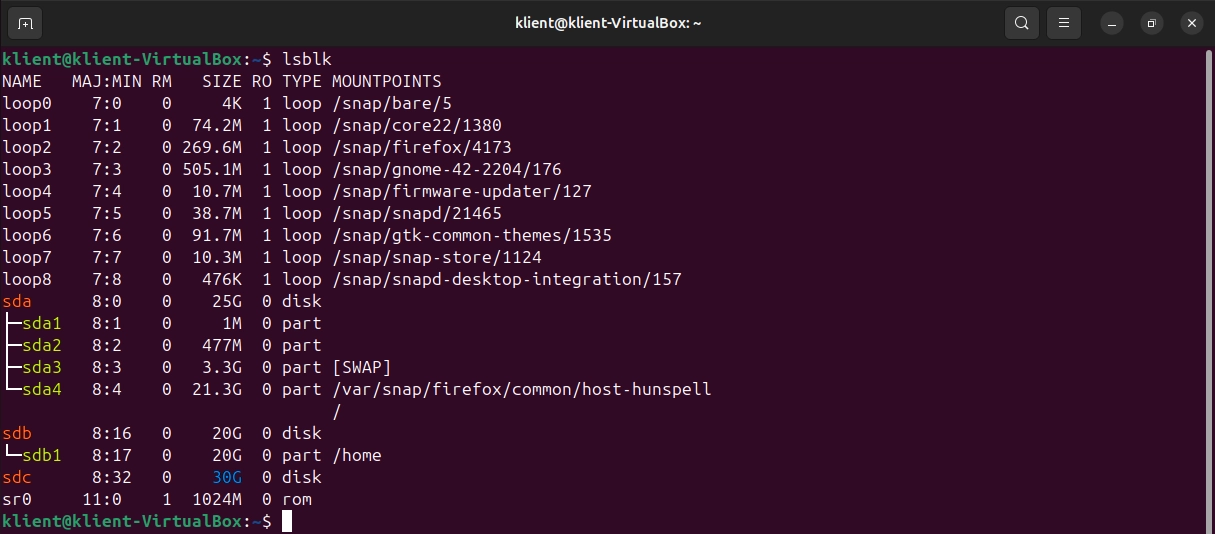 klient@klient-VirtualBox: ~
klient@klient-VirtualBox:~$ lsblk
NAME   MAJ:MIN RM   SIZE RO TYPE MOUNTPOINTS
loop0    7:0    0     4K  1 loop /snap/bare/5
loop1    7:1    0  74.2M  1 loop /snap/core22/1380
loop2    7:2    0 269.6M  1 loop /snap/firefox/4173
loop3    7:3    0 505.1M  1 loop /snap/gnome-42-2204/176
loop4    7:4    0  10.7M  1 loop /snap/firmware-updater/127
loop5    7:5    0  38.7M  1 loop /snap/snapd/21465
loop6    7:6    0  91.7M  1 loop /snap/gtk-common-themes/1535
loop7    7:7    0  10.3M  1 loop /snap/snap-store/1124
loop8    7:8    0   476K  1 loop /snap/snapd-desktop-integration/157
sda      8:0    0    25G  0 disk
├─sda1   8:1    0     1M  0 part
├─sda2   8:2    0   477M  0 part
├─sda3   8:3    0   3.3G  0 part [SWAP]
└─sda4   8:4    0  21.3G  0 part /var/snap/firefox/common/host-hunspell
                                 /
sdb      8:16   0    20G  0 disk
└─sdb1   8:17   0    20G  0 part /home
sdc      8:32   0    30G  0 disk
sr0     11:0    1  1024M  0 rom
klient@klient-VirtualBox:~$